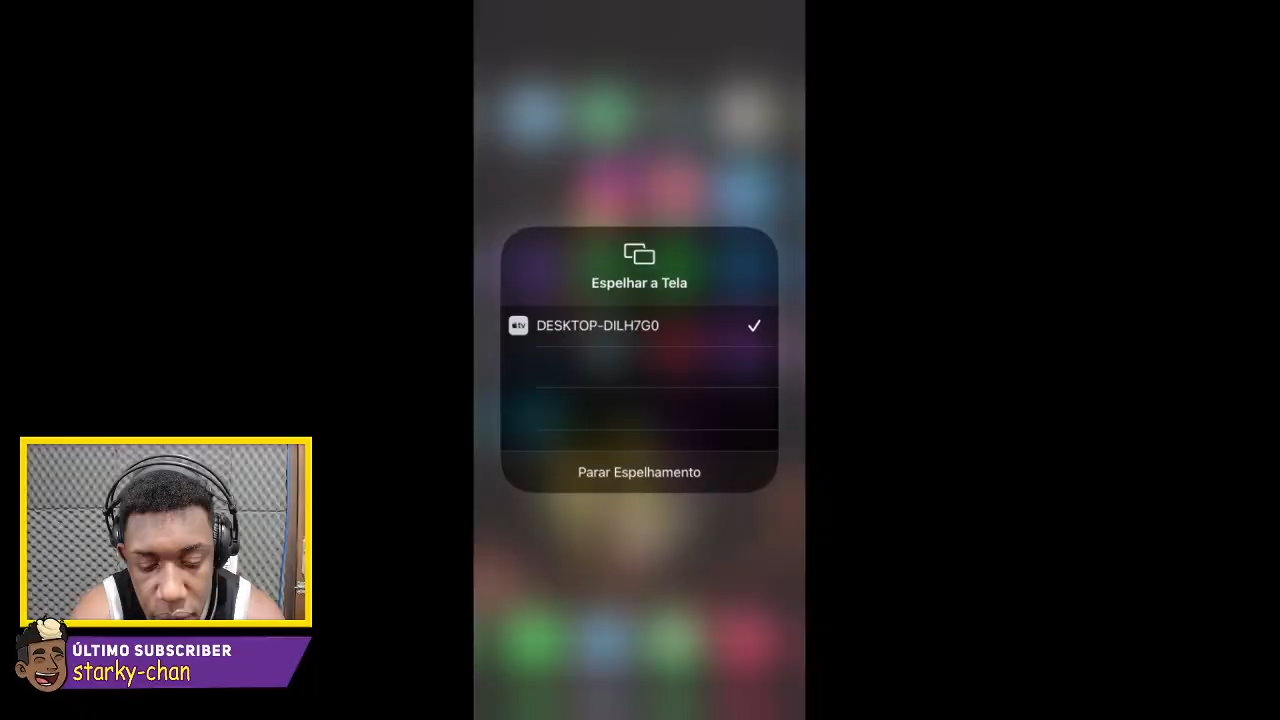 Espelhar a Tela
tv DESKTOP-DILH7G0
Parar Espelhamento
ÚLTIMO SUBSCRIBER
starky-chan